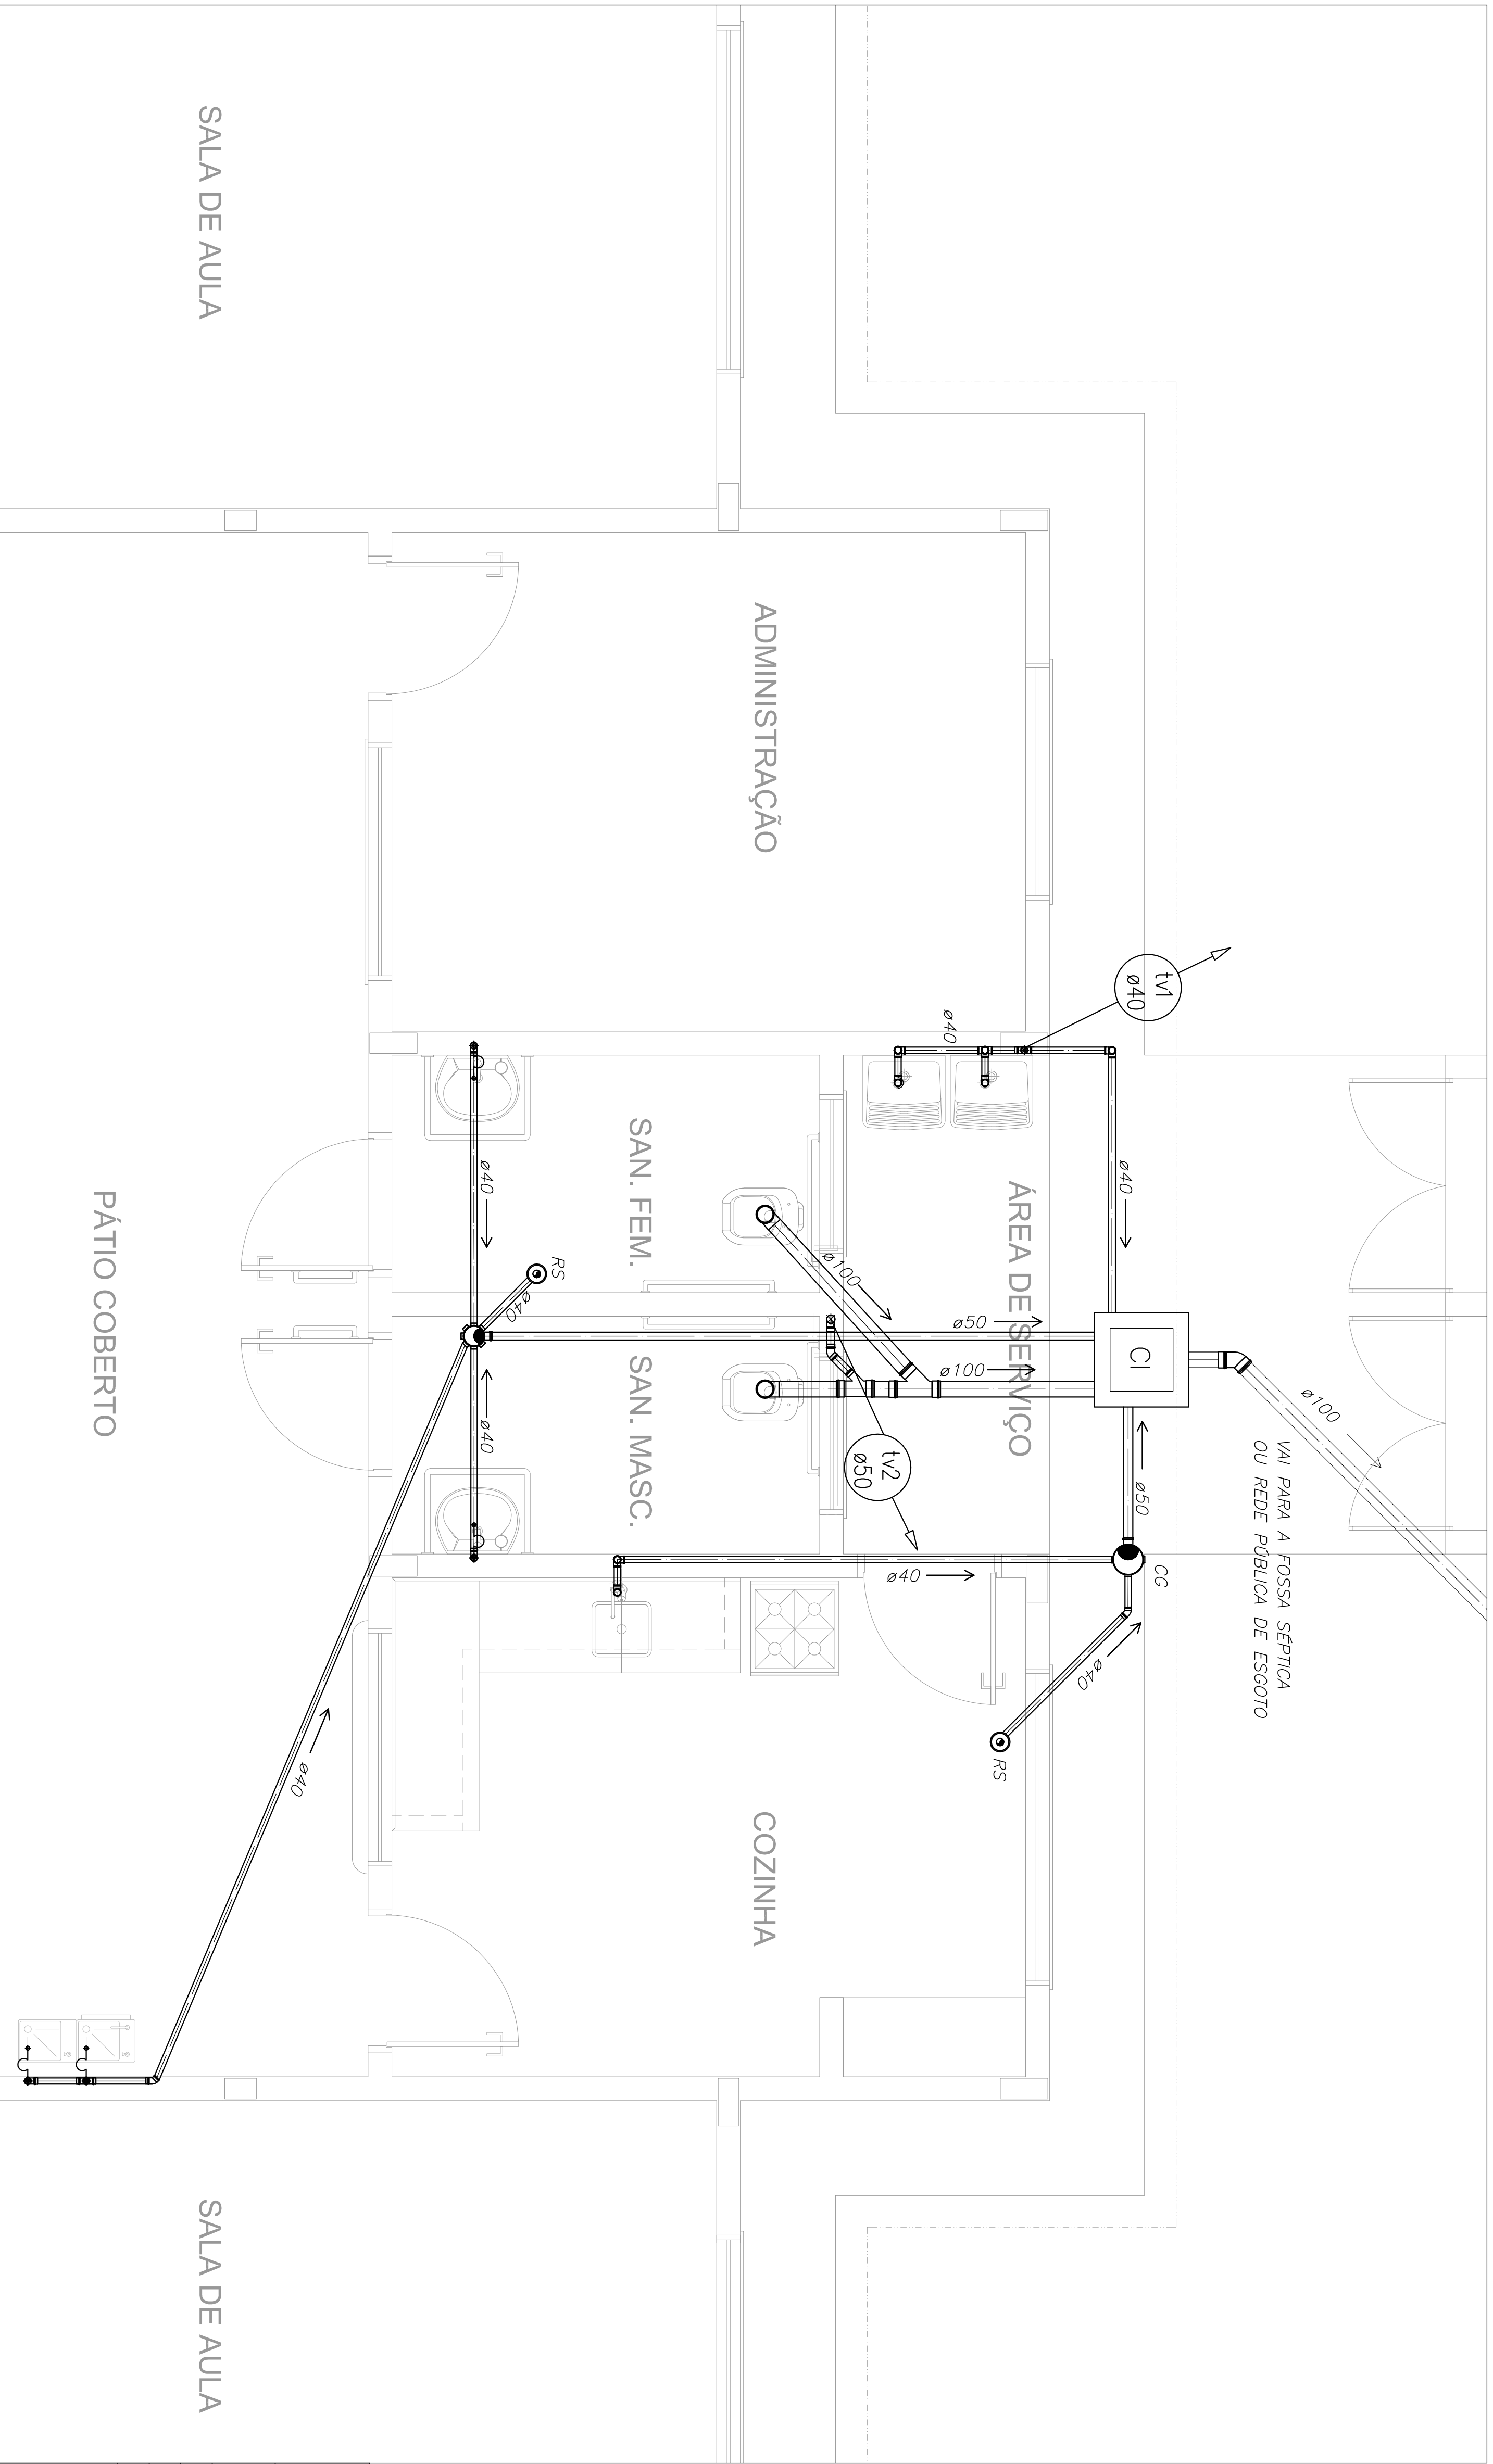 VAI PARA A FOSSA SÉPTICA
OU REDE PÚBLICA DE ESGOTO
ø100
tv1
ø40
ø40
ø40
CI
ø50
CG
ø40
RS
ÁREA DE SERVIÇO
ø50
ø100
ø100
tv2
ø50
ø40
ADMINISTRAÇÃO
COZINHA
SAN. FEM.
SAN. MASC.
RS
ø40
ø40
ø40
ø40
SALA DE AULA
SALA DE AULA
PÁTIO COBERTO